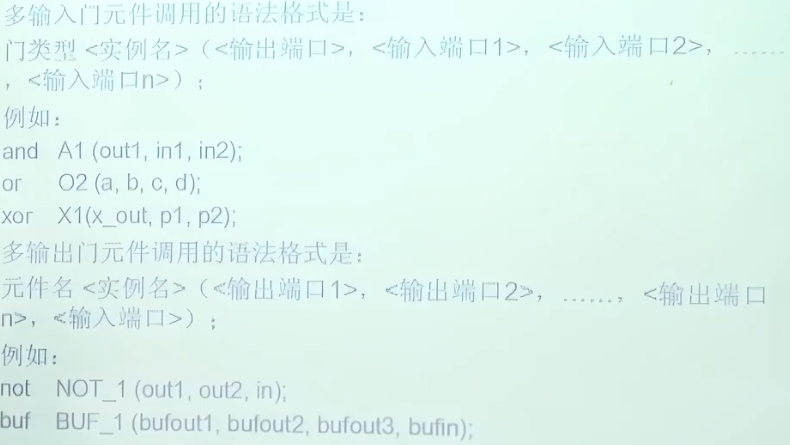 多输入门元件调用的语法格式是：
门类型 <实例名>（<输出端口>，<输入端口1>，<输入端口2>，……
，<输入端口n>）；
例如：
and A1 (out1, in1, in2);
or O2 (a, b, c, d);
xor X1(x_out, p1, p2);
多输出门元件调用的语法格式是：
元件名 <实例名>（<输出端口1>，<输出端口2>，……，<输出端口
n>，<输入端口>）；
例如：
not NOT_1 (out1, out2, in);
buf BUF_1 (bufout1, bufout2, bufout3, bufin);